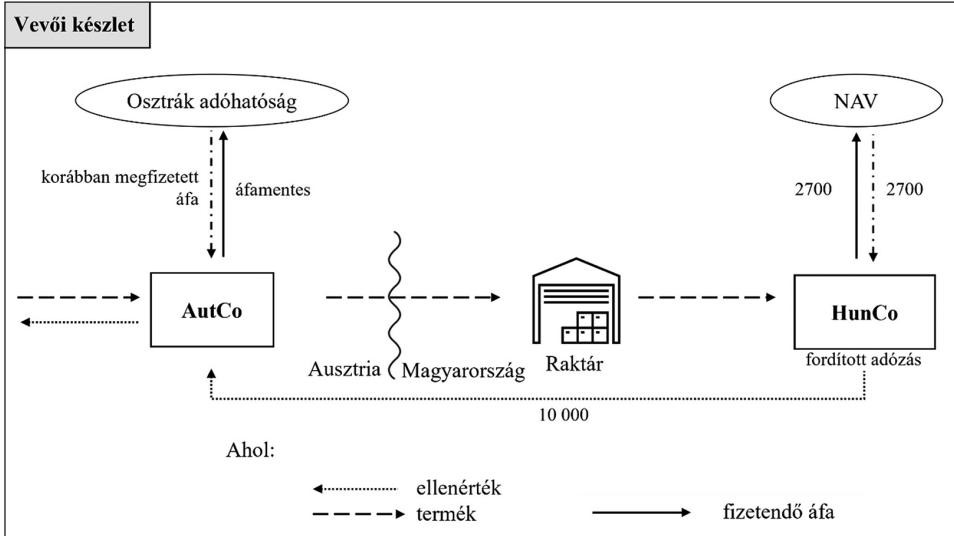 Vevői készlet
Osztrák adóhatóság
NAV
korábban megfizetett
áfa
áfamentes
2700
2700
AutCo
HunCo
fordított adózás
Ausztria
Magyarország
Raktár
10 000
Ahol:
ellenérték
termék
fizetendő áfa